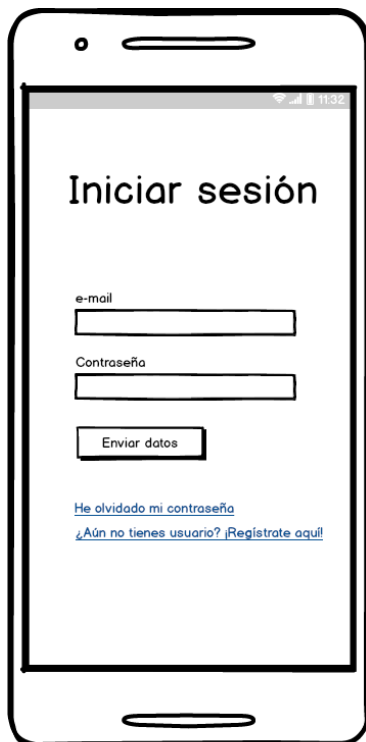 11:32
Iniciar sesión
e-mail
Contraseña
Enviar datos
He olvidado mi contraseña
¿Aún no tienes usuario? ¡Regístrate aquí!